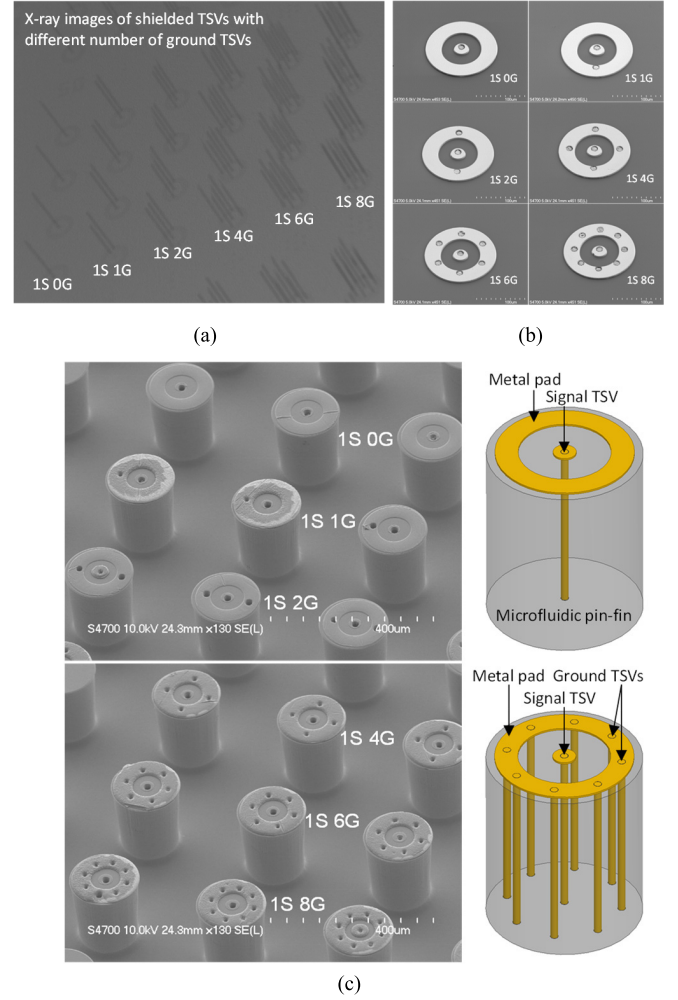 X-ray images of shielded TSVs with
different number of ground TSVs
1S 8G
1S 6G
1S 4G
1S 2G
1S 1G
1S 0G
(a)
1S 0G
1S 1G
1S 2G
1S 4G
1S 6G
1S 8G
(b)
1S 0G
1S 1G
1S 2G
S4700 10.0kV 24.3mm x130 SE(L)
400um
Metal pad
Signal TSV
Microfluidic pin-fin
1S 4G
1S 6G
1S 8G
S4700 10.0kV 24.3mm x130 SE(L)
400um
Metal pad Ground TSVs
Signal TSV
(c)